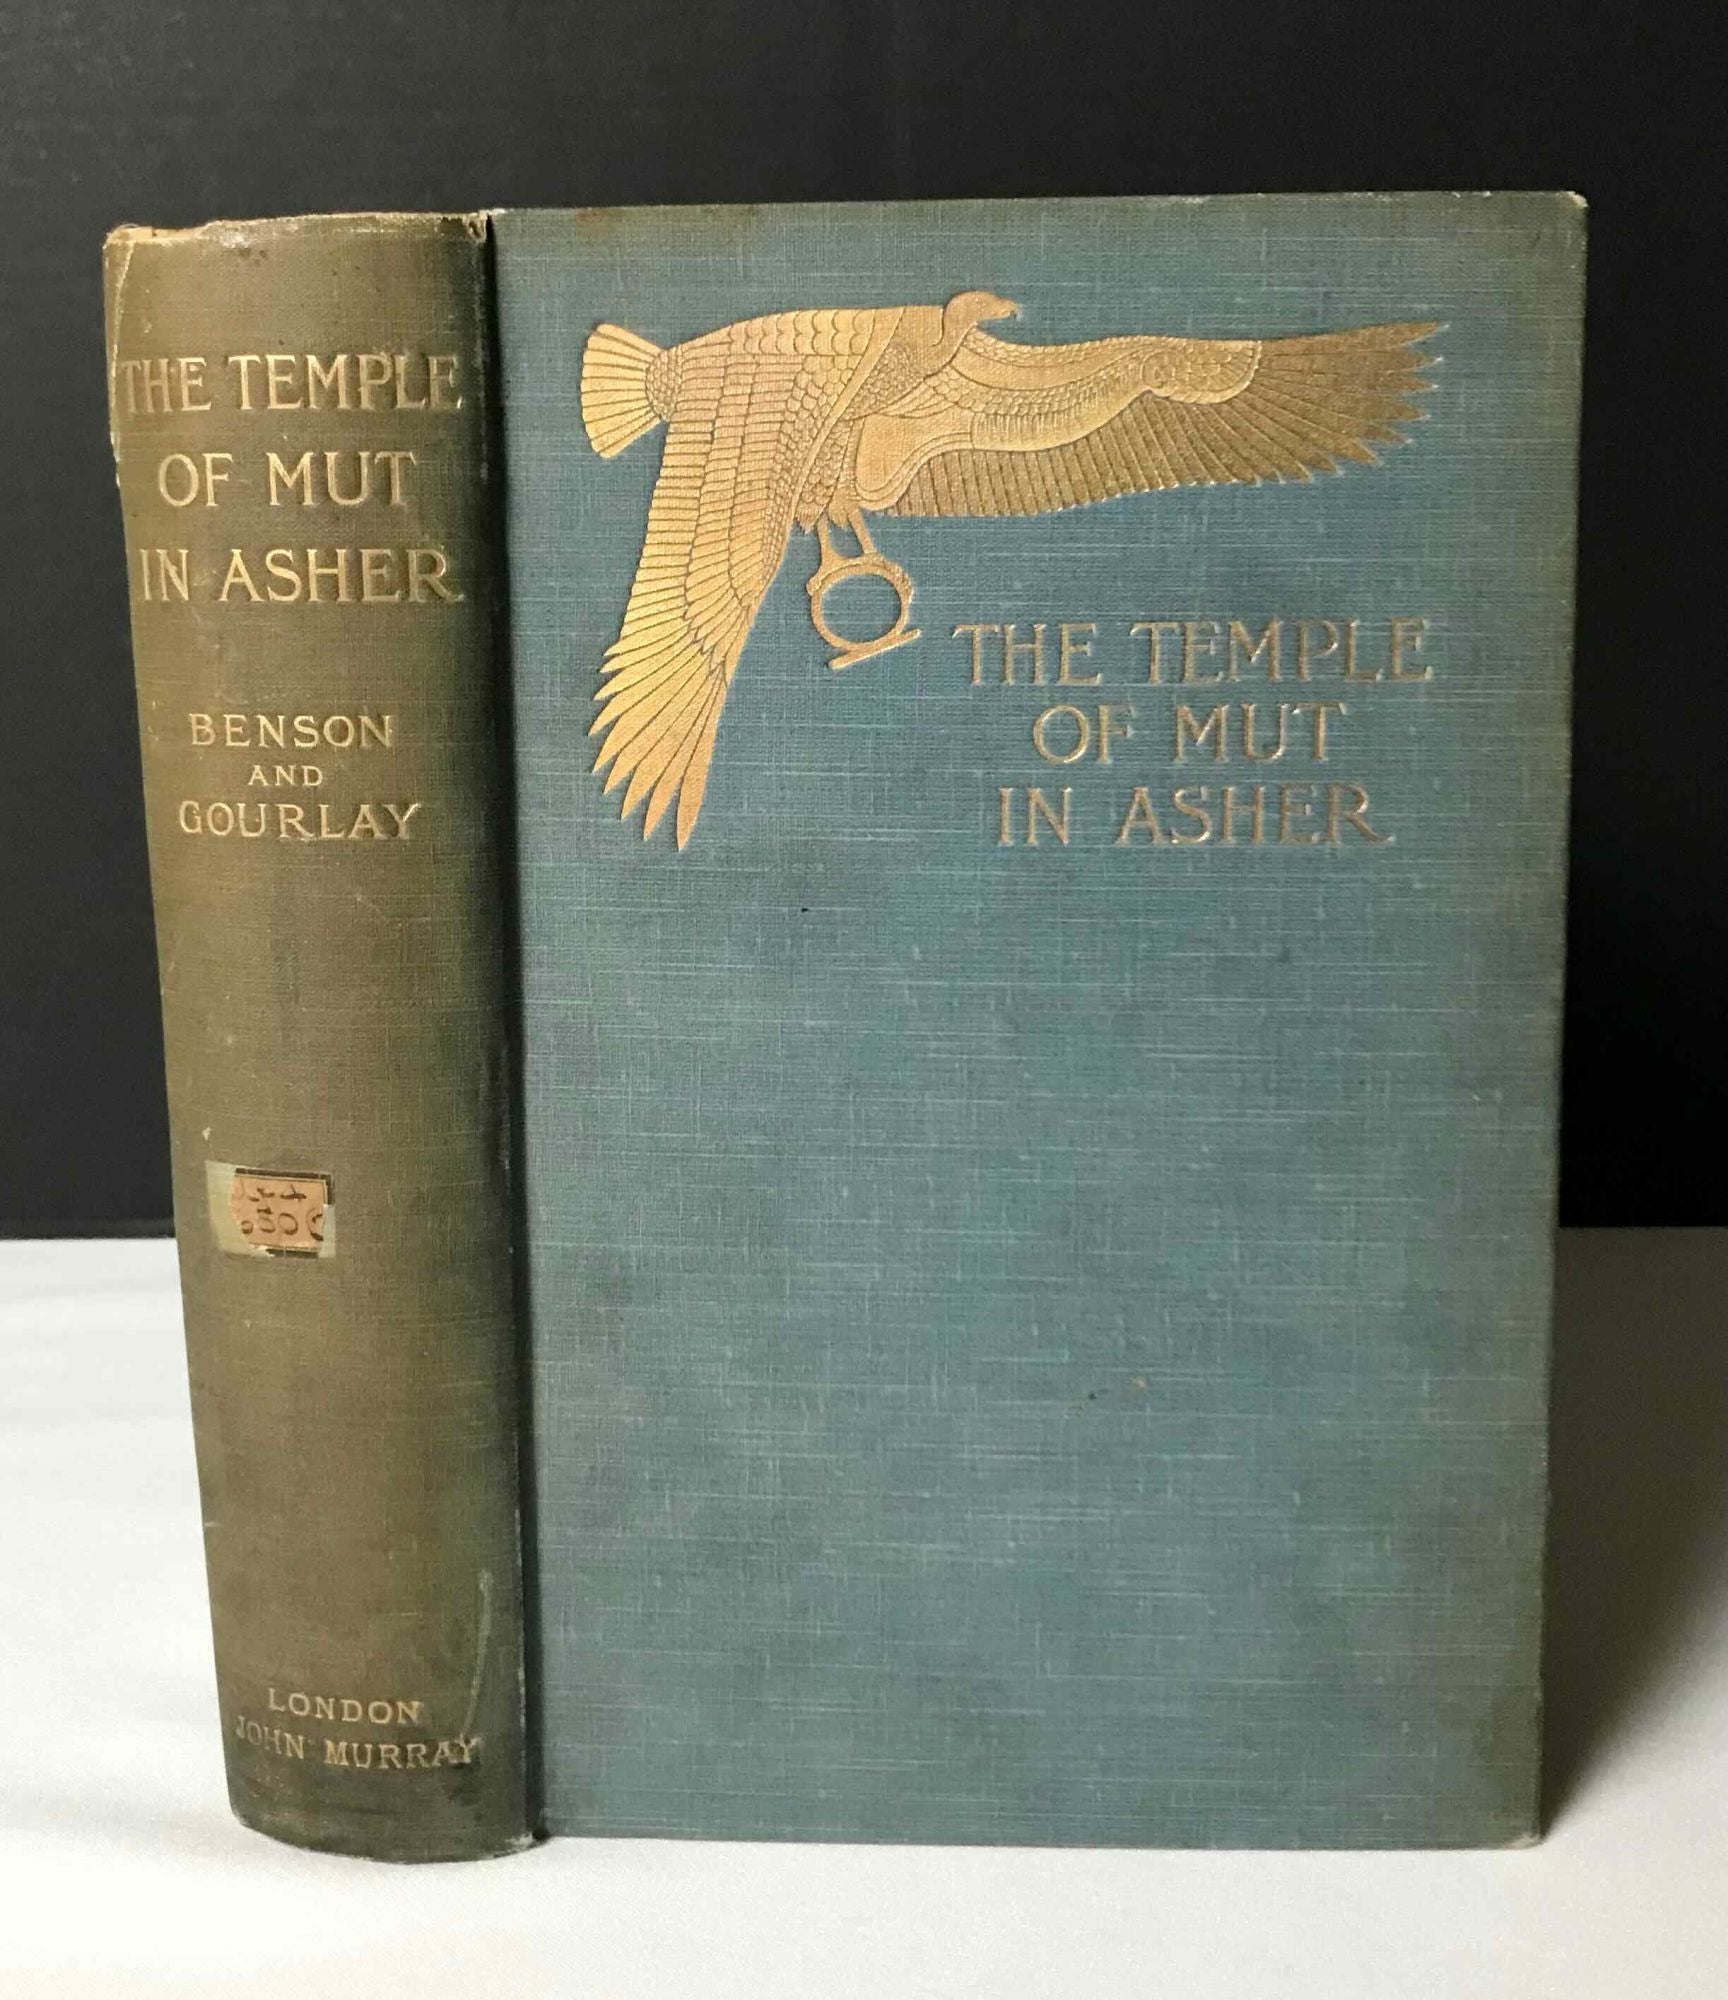 THE TEMPLE
OF MUT
IN ASHER
BENSON
AND
GOURLAY
LONDON
JOHN MURRAY
THE TEMPLE
OF MUT
IN ASHER